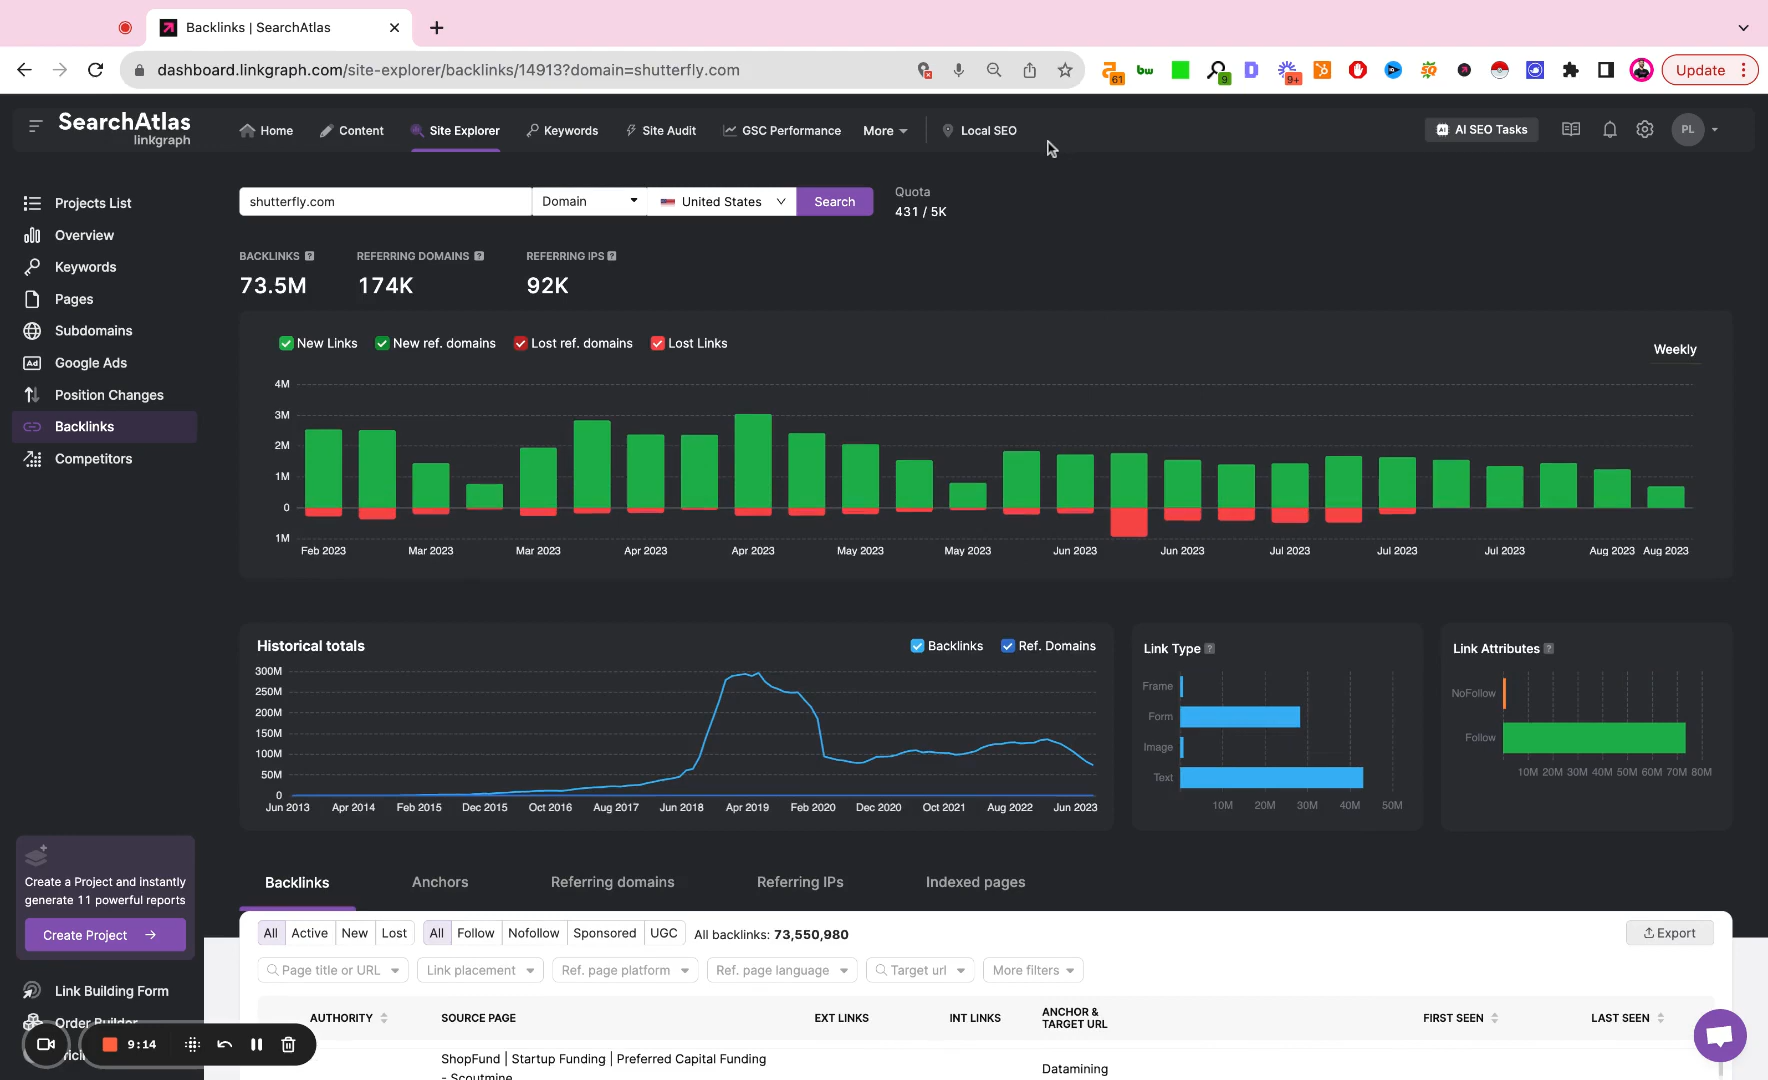 Backlinks | SearchAtlas
dashboard.linkgraph.com/site-explorer/backlinks/14913?domain=shutterfly.com
61
bw
9
D
9+
Update
SearchAtlas
linkgraph
Home
Content
Site Explorer
Keywords
Site Audit
GSC Performance
More
Local SEO
AI SEO Tasks
PL
Projects List
Overview
Keywords
Pages
Subdomains
Ad Google Ads
Position Changes
Backlinks
Competitors
shutterfly.com
Domain
United States
Search
Quota
431 / 5K
BACKLINKS ?
REFERRING DOMAINS ?
REFERRING IPS ?
73.5M
174K
92K
New Links
New ref. domains
Lost ref. domains
Lost Links
Weekly
4M
3M
2M
1M
0
1M
Feb 2023 Mar 2023 Mar 2023 Apr 2023 Apr 2023 May 2023 May 2023 Jun 2023 Jun 2023 Jul 2023 Jul 2023 Jul 2023 Aug 2023 Aug 2023
Historical totals
Backlinks
Ref. Domains
300M
250M
200M
150M
100M
50M
0
Jun 2013 Apr 2014 Feb 2015 Dec 2015 Oct 2016 Aug 2017 Jun 2018 Apr 2019 Feb 2020 Dec 2020 Oct 2021 Aug 2022 Jun 2023
Link Type ?
Frame
Form
Image
Text
10M 20M 30M 40M 50M
Link Attributes ?
NoFollow
Follow
10M 20M 30M 40M 50M 60M 70M 80M
Create a Project and instantly
generate 11 powerful reports
Create Project
Link Building Form
Order Builder
9:14
Backlinks
Anchors
Referring domains
Referring IPs
Indexed pages
All Active New Lost
All Follow Nofollow Sponsored UGC
All backlinks: 73,550,980
Export
Page title or URL
Link placement
Ref. page platform
Ref. page language
Target url
More filters
AUTHORITY
SOURCE PAGE
EXT LINKS
INT LINKS
ANCHOR &
TARGET URL
FIRST SEEN
LAST SEEN
ShopFund | Startup Funding | Preferred Capital Funding
- Scoutmine
Datamining